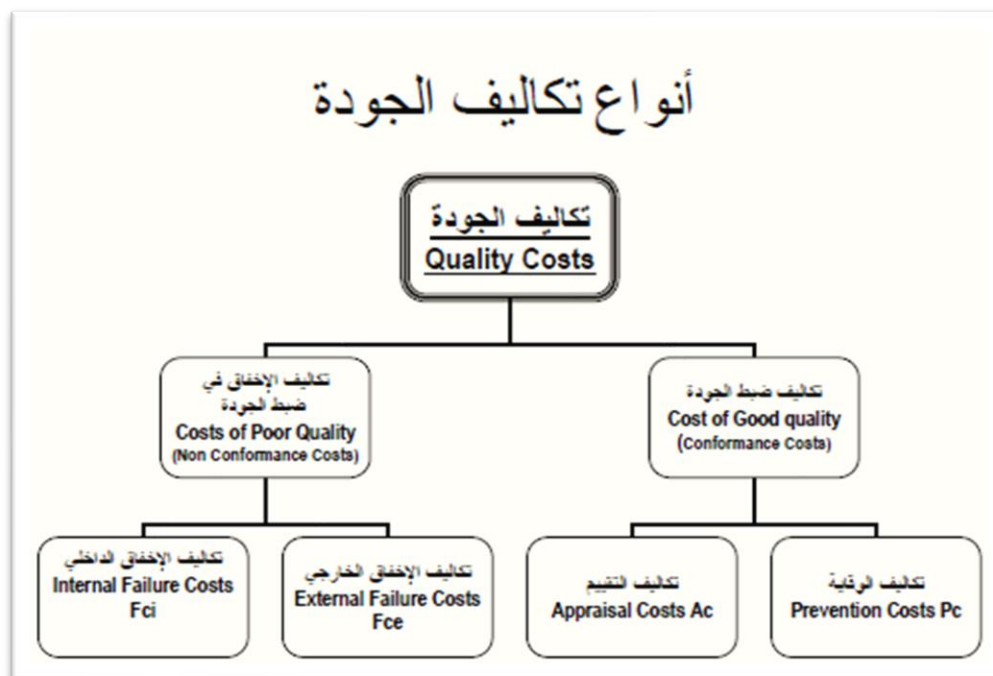 أنواع تكاليف الجودة
تكاليف الجودة
Quality Costs
تكاليف ضبط الجودة
Cost of Good quality
(Conformance Costs)
تكاليف الإخفاق في
ضبط الجودة
Costs of Poor Quality
(Non Conformance Costs)
تكاليف الوقاية
Prevention Costs Pc
تكاليف التقييم
Appraisal Costs Ac
تكاليف الإخفاق الخارجي
External Failure Costs
Fce
تكاليف الإخفاق الداخلي
Internal Failure Costs
Fci